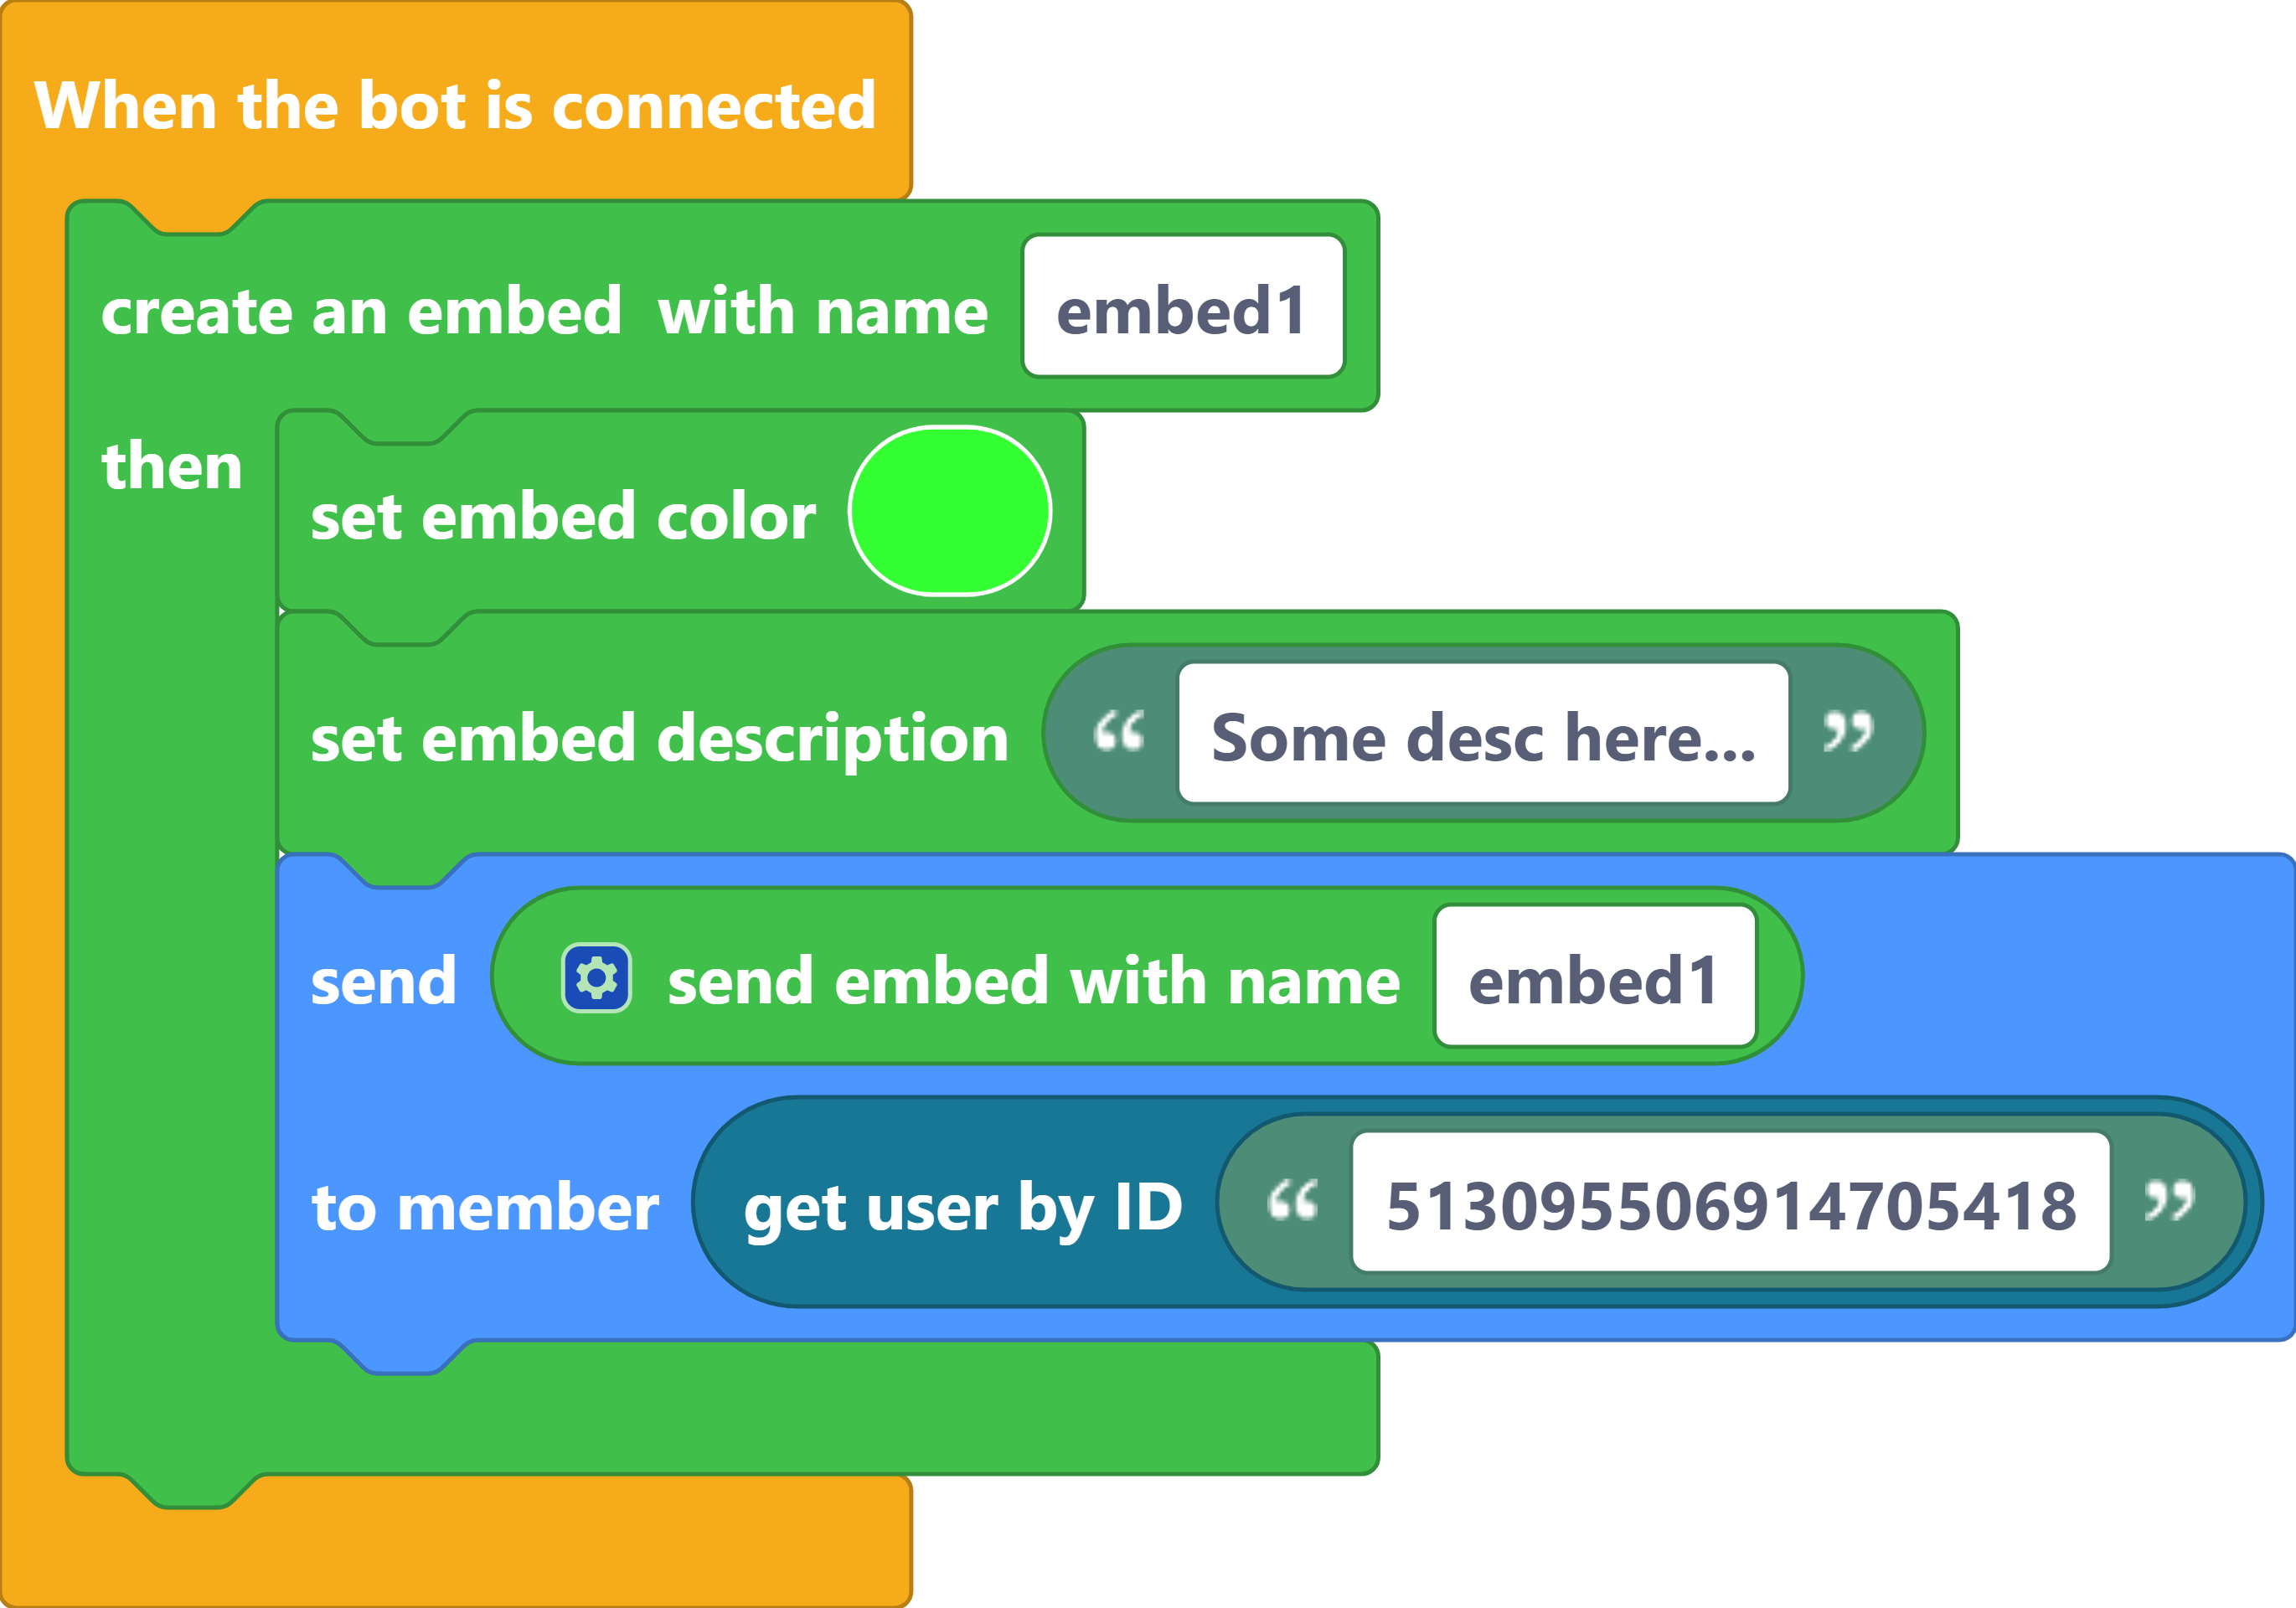 When the bot is connected
create an embed with name embed1
then
set embed color
set embed description “ Some desc here... ”
send send embed with name embed1
to member get user by ID “ 513095506914705418 ”